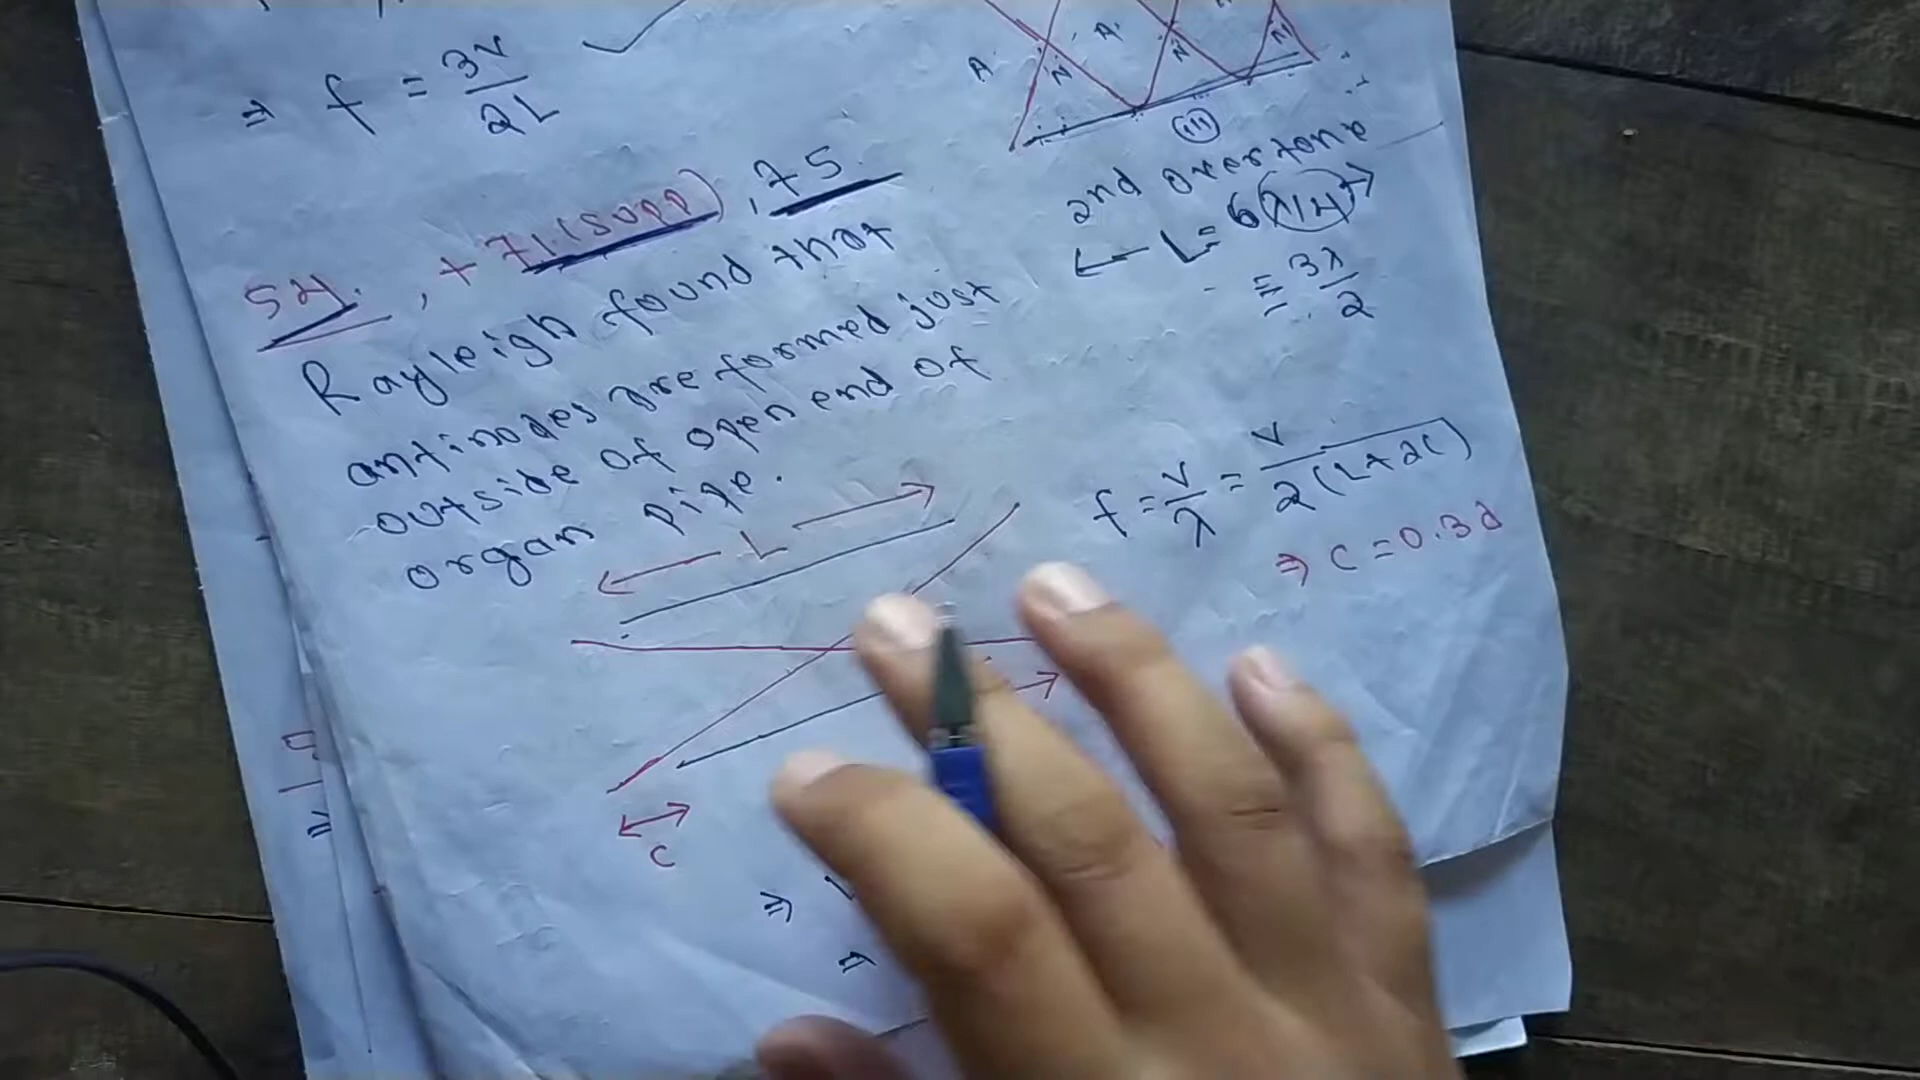 ⇒ f = 3v/2L
A N A N
(iii)
2nd overtone
L = 6(λ/4)
= 3λ/2
54. , + 71.(supp) , 75
Rayleigh found that
antinodes are formed just
outside of open end of
organ pipe.
L
f = v/λ = v/2(L+2C)
⇒ C = 0.3d
C
⇒
⇒